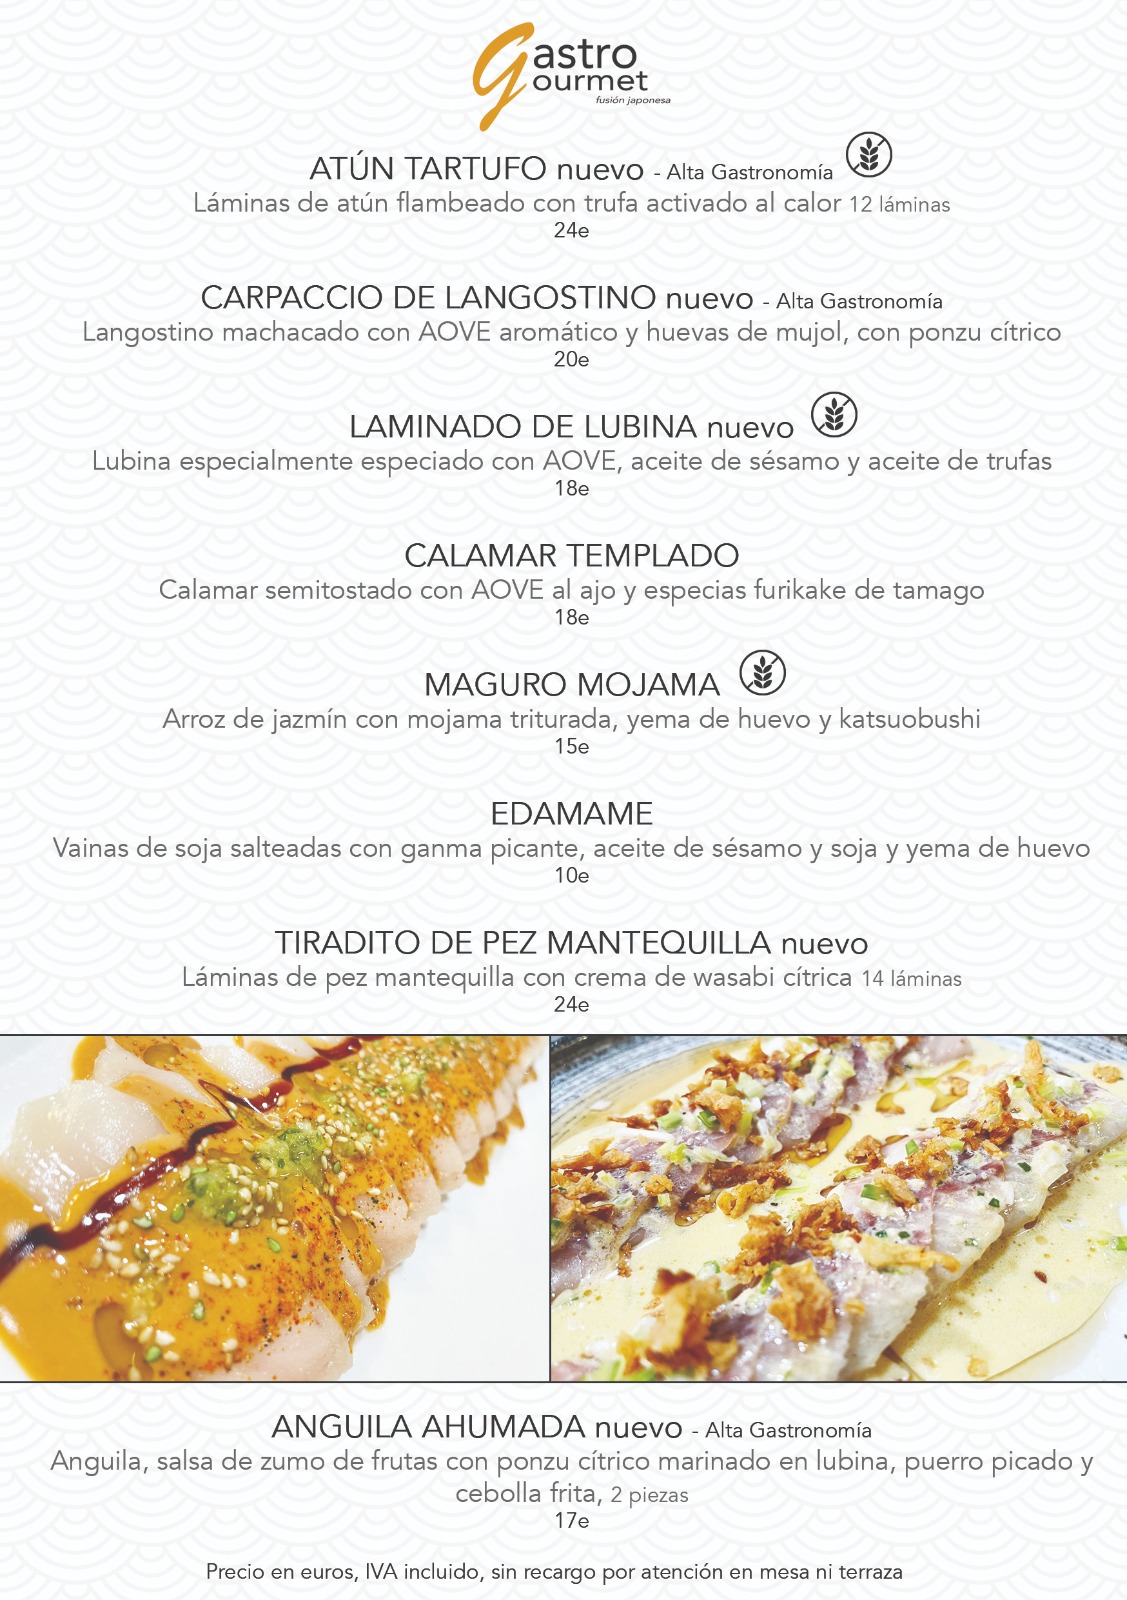 Gastro
Gourmet
fusión japonesa
ATÚN TARTUFO nuevo - Alta Gastronomía
Láminas de atún flambeado con trufa activado al calor 12 láminas
24e
CARPACCIO DE LANGOSTINO nuevo - Alta Gastronomía
Langostino machacado con AOVE aromático y huevas de mujol, con ponzu cítrico
20e
LAMINADO DE LUBINA nuevo
Lubina especialmente especiado con AOVE, aceite de sésamo y aceite de trufas
18e
CALAMAR TEMPLADO
Calamar semitostado con AOVE al ajo y especias furikake de tamago
18e
MAGURO MOJAMA
Arroz de jazmín con mojama triturada, yema de huevo y katsuobushi
15e
EDAMAME
Vainas de soja salteadas con ganma picante, aceite de sésamo y soja y yema de huevo
10e
TIRADITO DE PEZ MANTEQUILLA nuevo
Láminas de pez mantequilla con crema de wasabi cítrica 14 láminas
24e
ANGUILA AHUMADA nuevo - Alta Gastronomía
Anguila, salsa de zumo de frutas con ponzu cítrico marinado en lubina, puerro picado y
cebolla frita, 2 piezas
17e
Precio en euros, IVA incluido, sin recargo por atención en mesa ni terraza